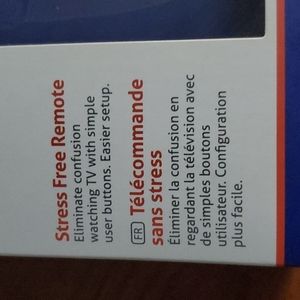 Stress Free Remote
Eliminate confusion
watching TV with simple
user buttons. Easier setup.
FR Télécommande
sans stress
Éliminer la confusion en
regardant la télévision avec
de simples boutons
utilisateur. Configuration
plus facile.